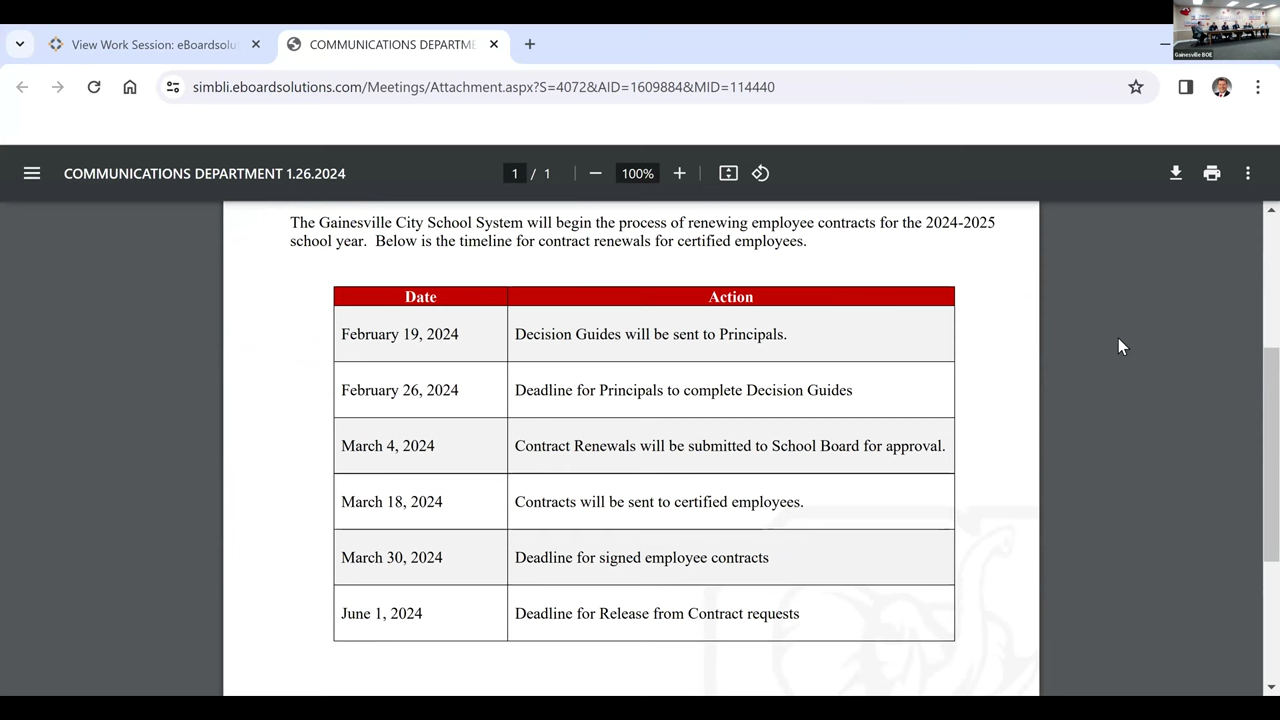 View Work Session: eBoardsolu
COMMUNICATIONS DEPARTME
simbli.eboardsolutions.com/Meetings/Attachment.aspx?S=4072&AID=1609884&MID=114440
Gainesville BOE
COMMUNICATIONS DEPARTMENT 1.26.2024
1 / 1
100%
The Gainesville City School System will begin the process of renewing employee contracts for the 2024-2025
school year. Below is the timeline for contract renewals for certified employees.
Date Action
February 19, 2024 Decision Guides will be sent to Principals.
February 26, 2024 Deadline for Principals to complete Decision Guides
March 4, 2024 Contract Renewals will be submitted to School Board for approval.
March 18, 2024 Contracts will be sent to certified employees.
March 30, 2024 Deadline for signed employee contracts
June 1, 2024 Deadline for Release from Contract requests